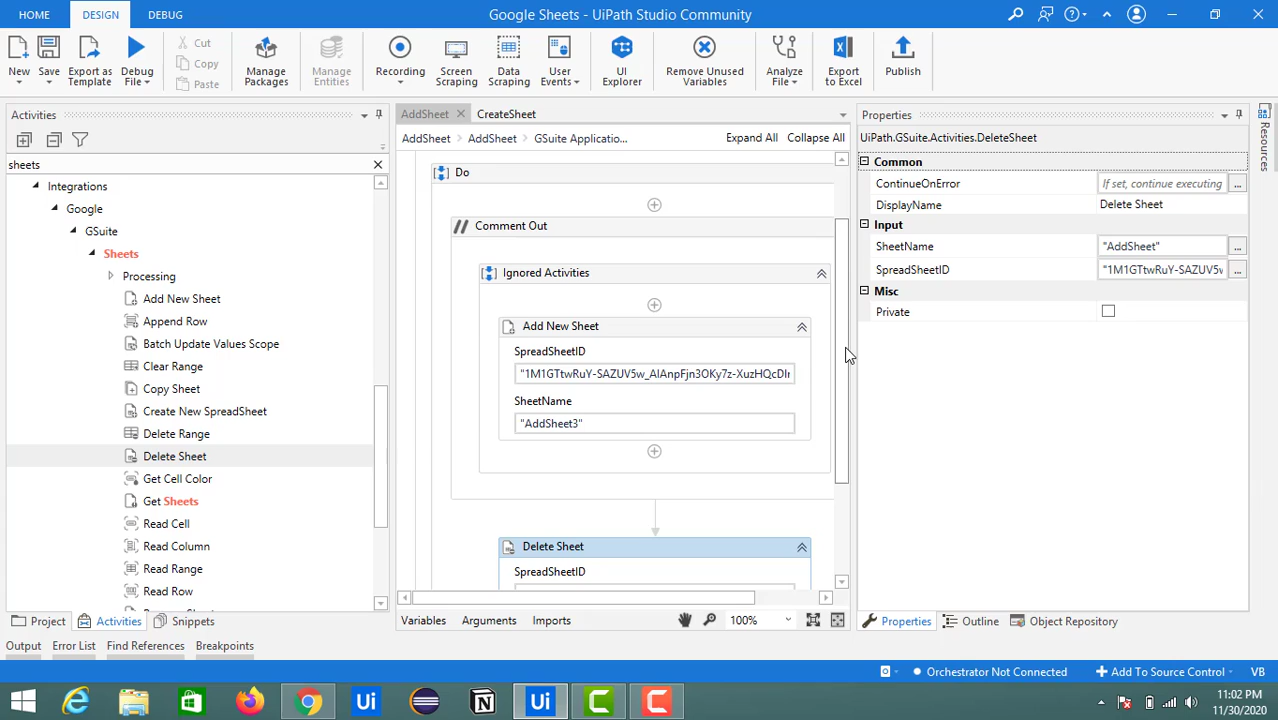 HOME DESIGN DEBUG Google Sheets - UiPath Studio Community
New Save Export as Template Debug File Cut Copy Paste Manage Packages Manage Entities Recording Screen Scraping Data Scraping User Events UI Explorer Remove Unused Variables Analyze File Export to Excel Publish
Activities
sheets
Integrations
Google
GSuite
Sheets
Processing
Add New Sheet
Append Row
Batch Update Values Scope
Clear Range
Copy Sheet
Create New SpreadSheet
Delete Range
Delete Sheet
Get Cell Color
Get Sheets
Read Cell
Read Column
Read Range
Read Row
Project Activities Snippets
AddSheet CreateSheet
AddSheet > AddSheet > GSuite Applicatio... Expand All Collapse All
Do
Comment Out
Ignored Activities
Add New Sheet
SpreadSheetID
SheetName
"AddSheet3"
Delete Sheet
SpreadSheetID
Variables Arguments Imports 100%
Properties
UiPath.GSuite.Activities.DeleteSheet
Common
ContinueOnError If set, continue executing ...
DisplayName Delete Sheet
Input
SheetName "AddSheet" ...
SpreadSheetID "1M1GTtwRuY-SAZUV5w ...
Misc
Private
Properties Outline Object Repository
Resources
Output Error List Find References Breakpoints
Orchestrator Not Connected Add To Source Control VB
11:02 PM
11/30/2020